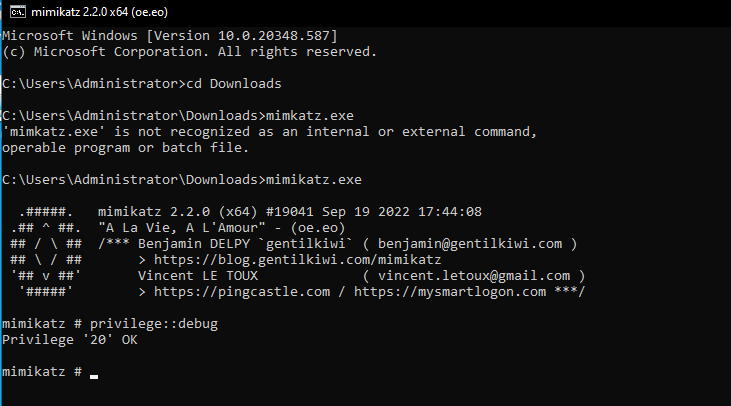 mimikatz 2.2.0 x64 (oe.eo)
Microsoft Windows [Version 10.0.20348.587]
(c) Microsoft Corporation. All rights reserved.
C:\Users\Administrator>cd Downloads
C:\Users\Administrator\Downloads>mimkatz.exe
'mimkatz.exe' is not recognized as an internal or external command,
operable program or batch file.
C:\Users\Administrator\Downloads>mimikatz.exe
  .#####.   mimikatz 2.2.0 (x64) #19041 Sep 19 2022 17:44:08
 .## ^ ##.  "A La Vie, A L'Amour" - (oe.eo)
 ## / \ ##  /*** Benjamin DELPY `gentilkiwi` ( benjamin@gentilkiwi.com )
 ## \ / ##       > https://blog.gentilkiwi.com/mimikatz
 '## v ##'       Vincent LE TOUX             ( vincent.letoux@gmail.com )
  '#####'        > https://pingcastle.com / https://mysmartlogon.com ***/
mimikatz # privilege::debug
Privilege '20' OK
mimikatz # _